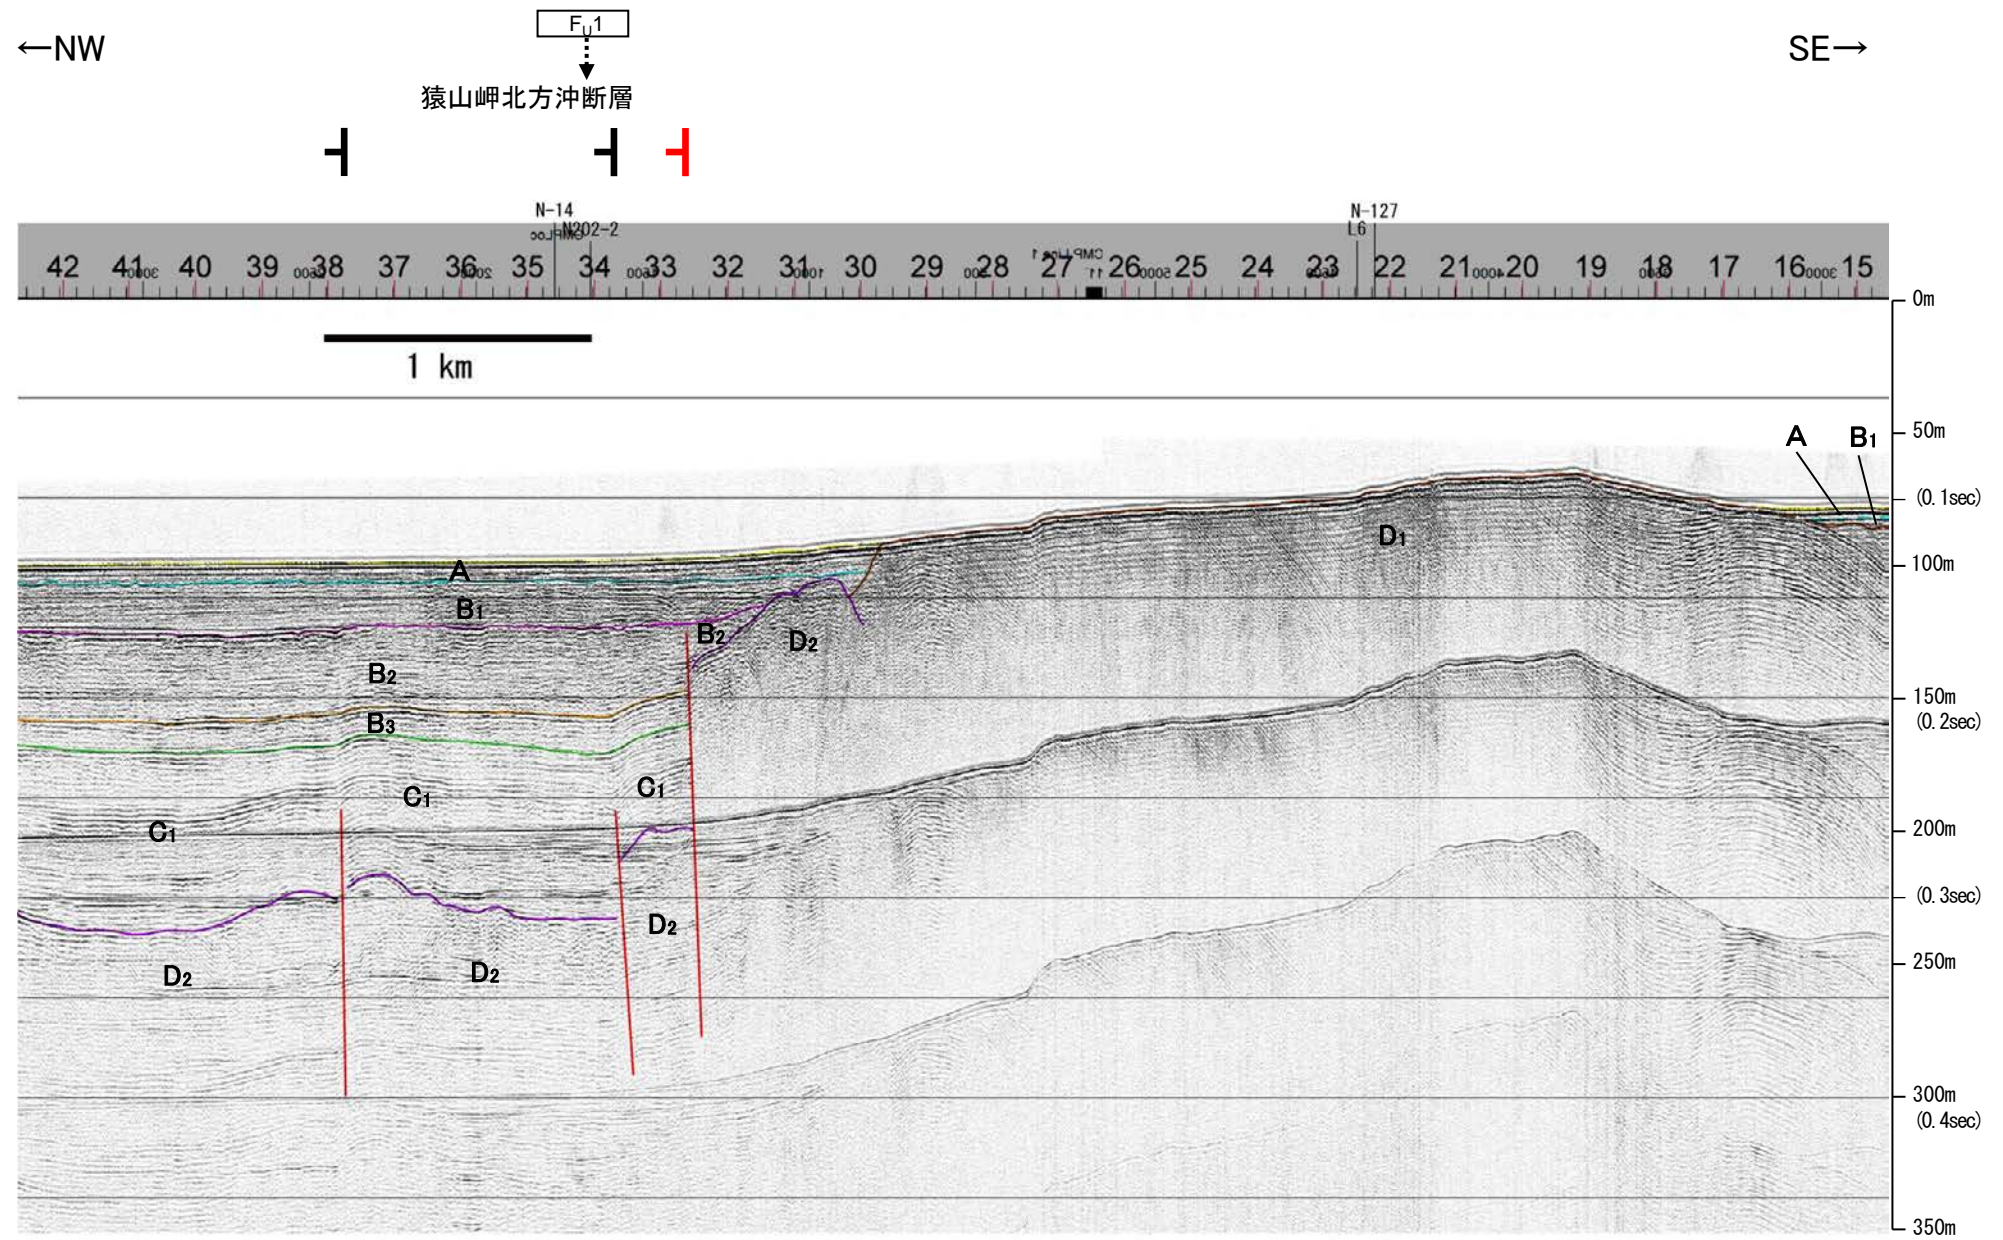 FU1
←NW
SE→
猿山岬北方沖断層
N-14
N202-2
N-127
L6
42 41 40 39 38 37 36 35 34 33 32 31 30 29 28 27 26 25 24 23 22 21 20 19 18 17 16 15
0m
1 km
50m
A
B1
(0.1sec)
D1
100m
A
B1
B2
D2
B2
150m
B3
(0.2sec)
C1
C1
C1
200m
(0.3sec)
D2
D2
D2
250m
300m
(0.4sec)
350m